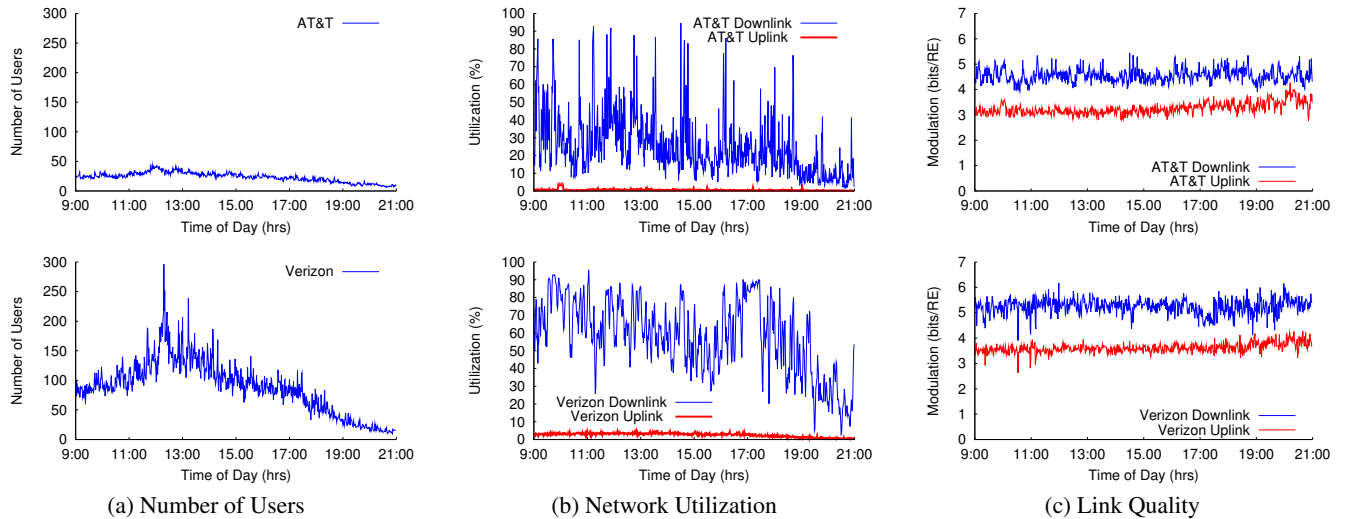 300
250
200
150
100
50
0
Number of Users
AT&T
9:00 11:00 13:00 15:00 17:00 19:00 21:00
Time of Day (hrs)
100
90
80
70
60
50
40
30
20
10
0
Utilization (%)
AT&T Downlink
AT&T Uplink
9:00 11:00 13:00 15:00 17:00 19:00 21:00
Time of Day (hrs)
7
6
5
4
3
2
1
0
Modulation (bits/RE)
AT&T Downlink
AT&T Uplink
9:00 11:00 13:00 15:00 17:00 19:00 21:00
Time of Day (hrs)
300
250
200
150
100
50
0
Number of Users
Verizon
9:00 11:00 13:00 15:00 17:00 19:00 21:00
Time of Day (hrs)
(a) Number of Users
100
90
80
70
60
50
40
30
20
10
0
Utilization (%)
Verizon Downlink
Verizon Uplink
9:00 11:00 13:00 15:00 17:00 19:00 21:00
Time of Day (hrs)
(b) Network Utilization
7
6
5
4
3
2
1
0
Modulation (bits/RE)
Verizon Downlink
Verizon Uplink
9:00 11:00 13:00 15:00 17:00 19:00 21:00
Time of Day (hrs)
(c) Link Quality